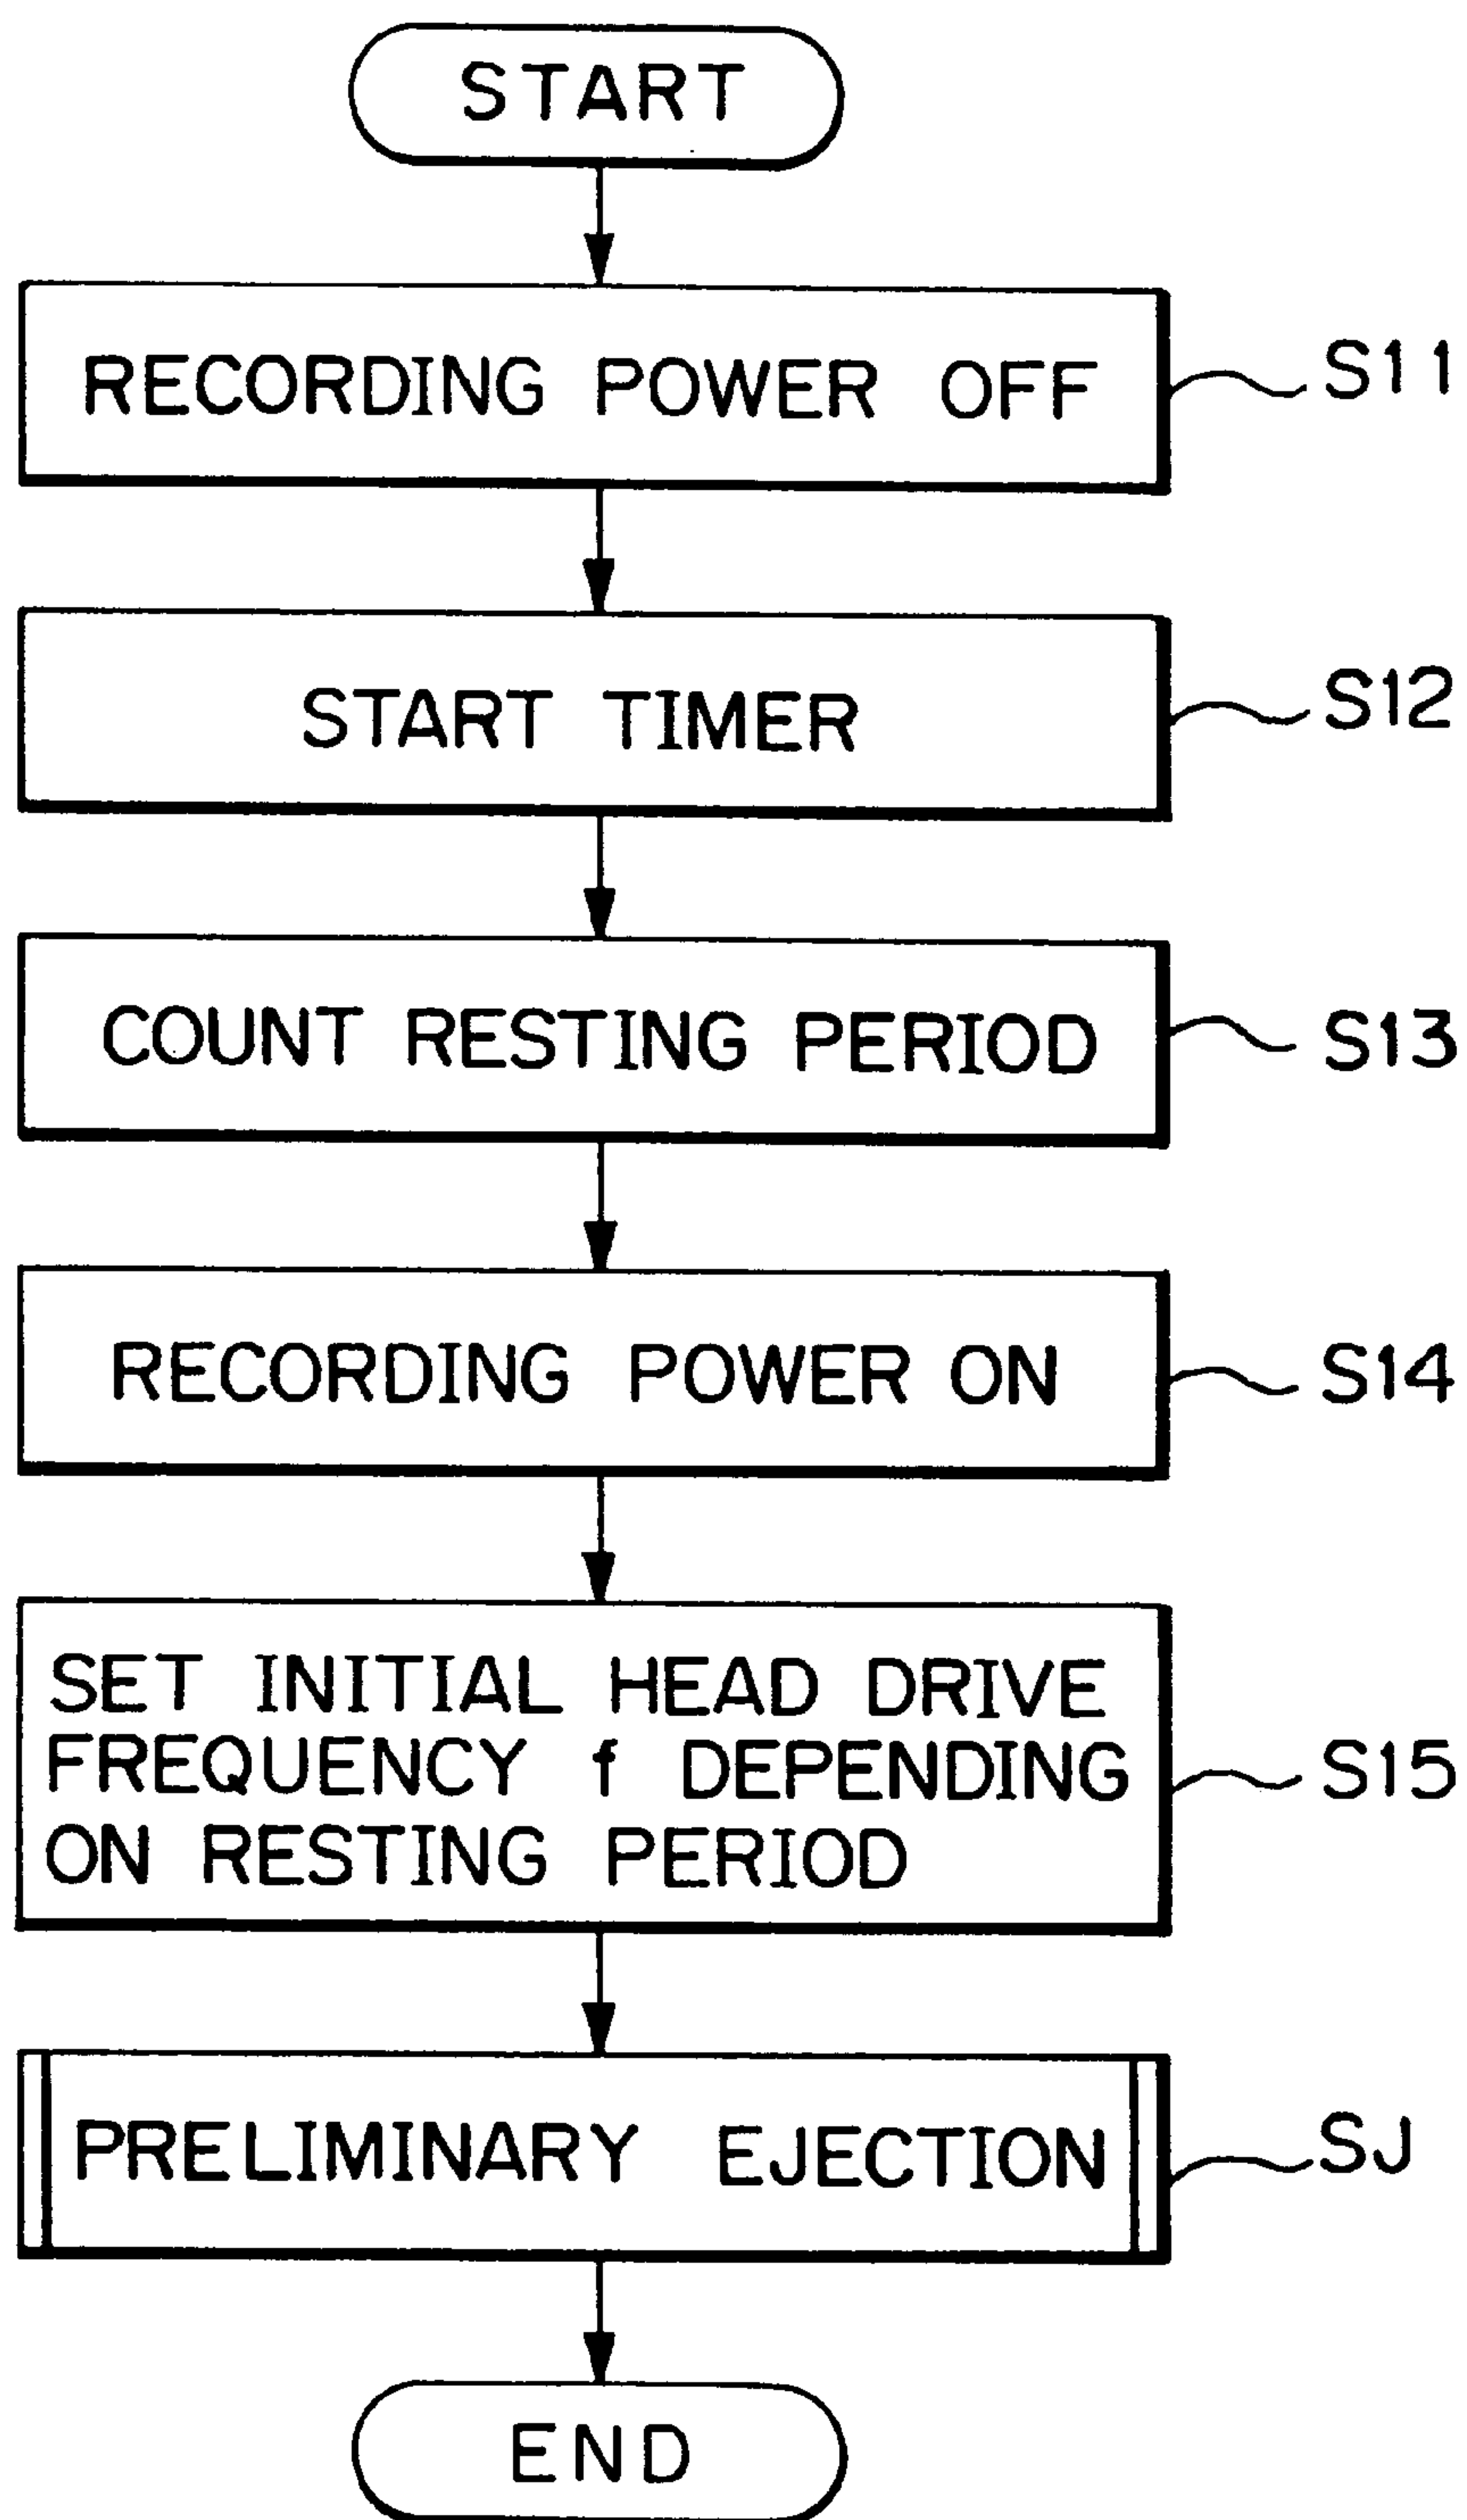 START
RECORDING POWER OFF
S11
START TIMER
S12
COUNT RESTING PERIOD
S13
RECORDING POWER ON
S14
SET INITIAL HEAD DRIVE
FREQUENCY f DEPENDING
ON RESTING PERIOD
S15
PRELIMINARY EJECTION
SJ
END